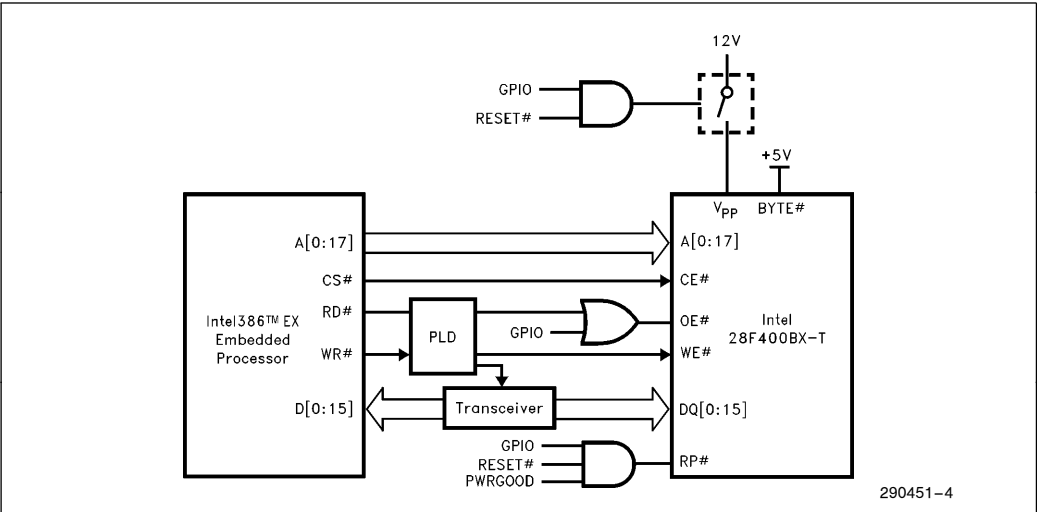 12V
GPIO
RESET#
+5V
VPP BYTE#
A[0:17]
A[0:17]
CS#
CE#
RD#
GPIO
OE#
Intel386™ EX
Embedded
Processor
PLD
Intel
28F400BX-T
WR#
WE#
D[0:15]
Transceiver
DQ[0:15]
GPIO
RESET#
PWRGOOD
RP#
290451-4